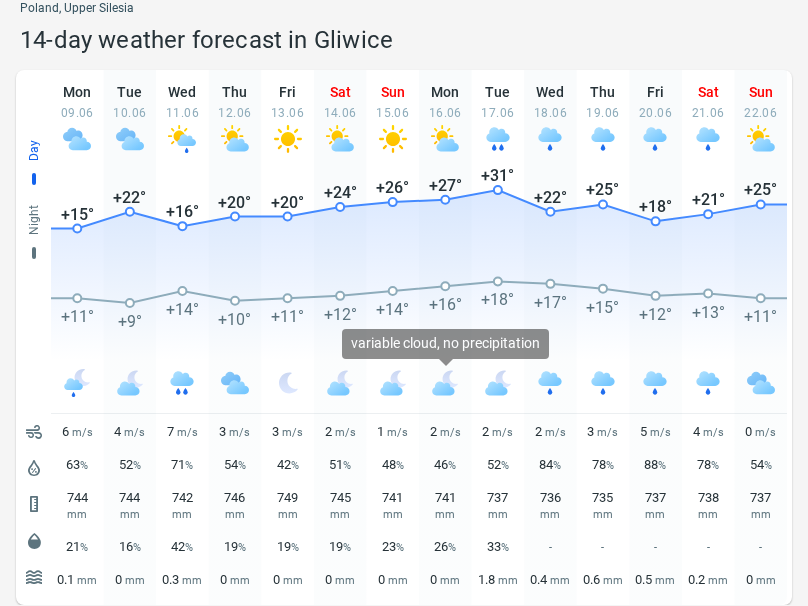 Poland, Upper Silesia
14-day weather forecast in Gliwice
Mon Tue Wed Thu Fri Sat Sun Mon Tue Wed Thu Fri Sat Sun
09.06 10.06 11.06 12.06 13.06 14.06 15.06 16.06 17.06 18.06 19.06 20.06 21.06 22.06
Day
+15° +22° +16° +20° +20° +24° +26° +27° +31° +22° +25° +18° +21° +25°
Night
+11° +9° +14° +10° +11° +12° +14° +16° +18° +17° +15° +12° +13° +11°
variable cloud, no precipitation
6 m/s 4 m/s 7 m/s 3 m/s 3 m/s 2 m/s 1 m/s 2 m/s 2 m/s 2 m/s 3 m/s 5 m/s 4 m/s 0 m/s
63% 52% 71% 54% 42% 51% 48% 46% 52% 84% 78% 88% 78% 54%
744 744 742 746 749 745 741 741 737 736 735 737 738 737
mm mm mm mm mm mm mm mm mm mm mm mm mm mm
21% 16% 42% 19% 19% 19% 23% 26% 33% - - - - -
0.1 mm 0 mm 0.3 mm 0 mm 0 mm 0 mm 0 mm 0 mm 1.8 mm 0.4 mm 0.6 mm 0.5 mm 0.2 mm 0 mm